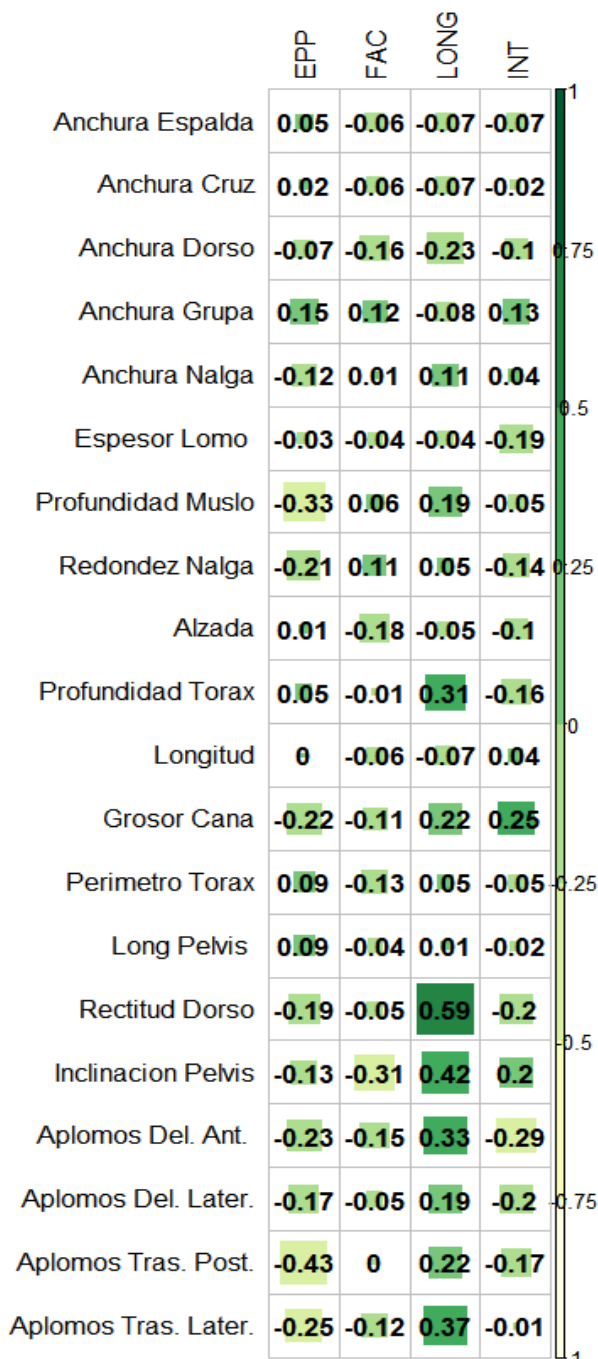 EPP FAC LONG INT
Anchura Espalda 0.05 -0.06 -0.07 -0.07
Anchura Cruz 0.02 -0.06 -0.07 -0.02
Anchura Dorso -0.07 -0.16 -0.23 -0.1
Anchura Grupa 0.15 0.12 -0.08 0.13
Anchura Nalga -0.12 0.01 0.11 0.04
Espesor Lomo -0.03 -0.04 -0.04 -0.19
Profundidad Muslo -0.33 0.06 0.19 -0.05
Redondez Nalga -0.21 0.11 0.05 -0.14
Alzada 0.01 -0.18 -0.05 -0.1
Profundidad Torax 0.05 -0.01 0.31 -0.16
Longitud 0 -0.06 -0.07 0.04
Grosor Cana -0.22 -0.11 0.22 0.25
Perimetro Torax 0.09 -0.13 0.05 -0.05
Long Pelvis 0.09 -0.04 0.01 -0.02
Rectitud Dorso -0.19 -0.05 0.59 -0.2
Inclinacion Pelvis -0.13 -0.31 0.42 0.2
Aplomos Del. Ant. -0.23 -0.15 0.33 -0.29
Aplomos Del. Later. -0.17 -0.05 0.19 -0.2
Aplomos Tras. Post. -0.43 0 0.22 -0.17
Aplomos Tras. Later. -0.25 -0.12 0.37 -0.01
1
0.75
0.5
0.25
0
-0.25
-0.5
-0.75
-1